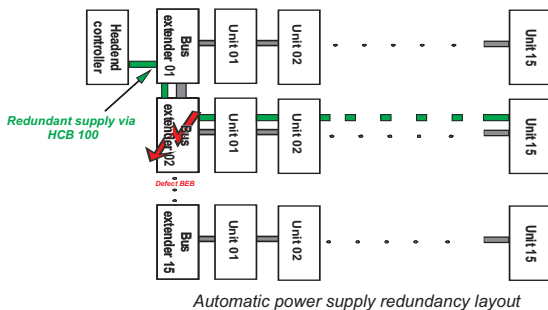 Headend
controller
Bus
extender 01
Unit 01
Unit 02
Unit 15
Redundant supply via
HCB 100
Bus
extender 02
Unit 01
Unit 02
Unit 15
Defect BEB
Bus
extender 15
Unit 01
Unit 02
Unit 15
Automatic power supply redundancy layout